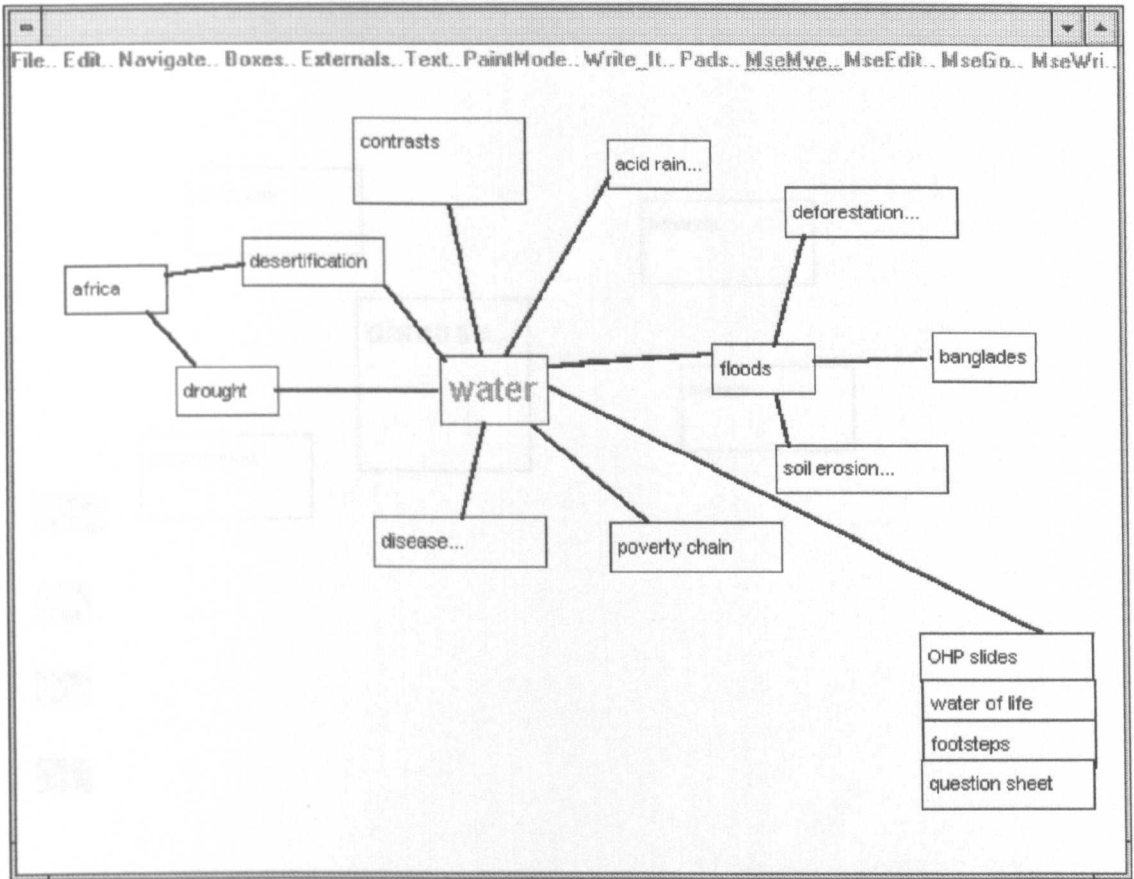 File.. Edit.. Navigate.. Boxes.. Externals.. Text.. PaintMode.. Write_It.. Pads.. MseMve.. MseEdit.. MseGo.. MseWri..
contrasts
acid rain...
deforestation...
desertification
africa
floods
banglades
drought
water
soil erosion...
disease...
poverty chain
OHP slides
water of life
footsteps
question sheet